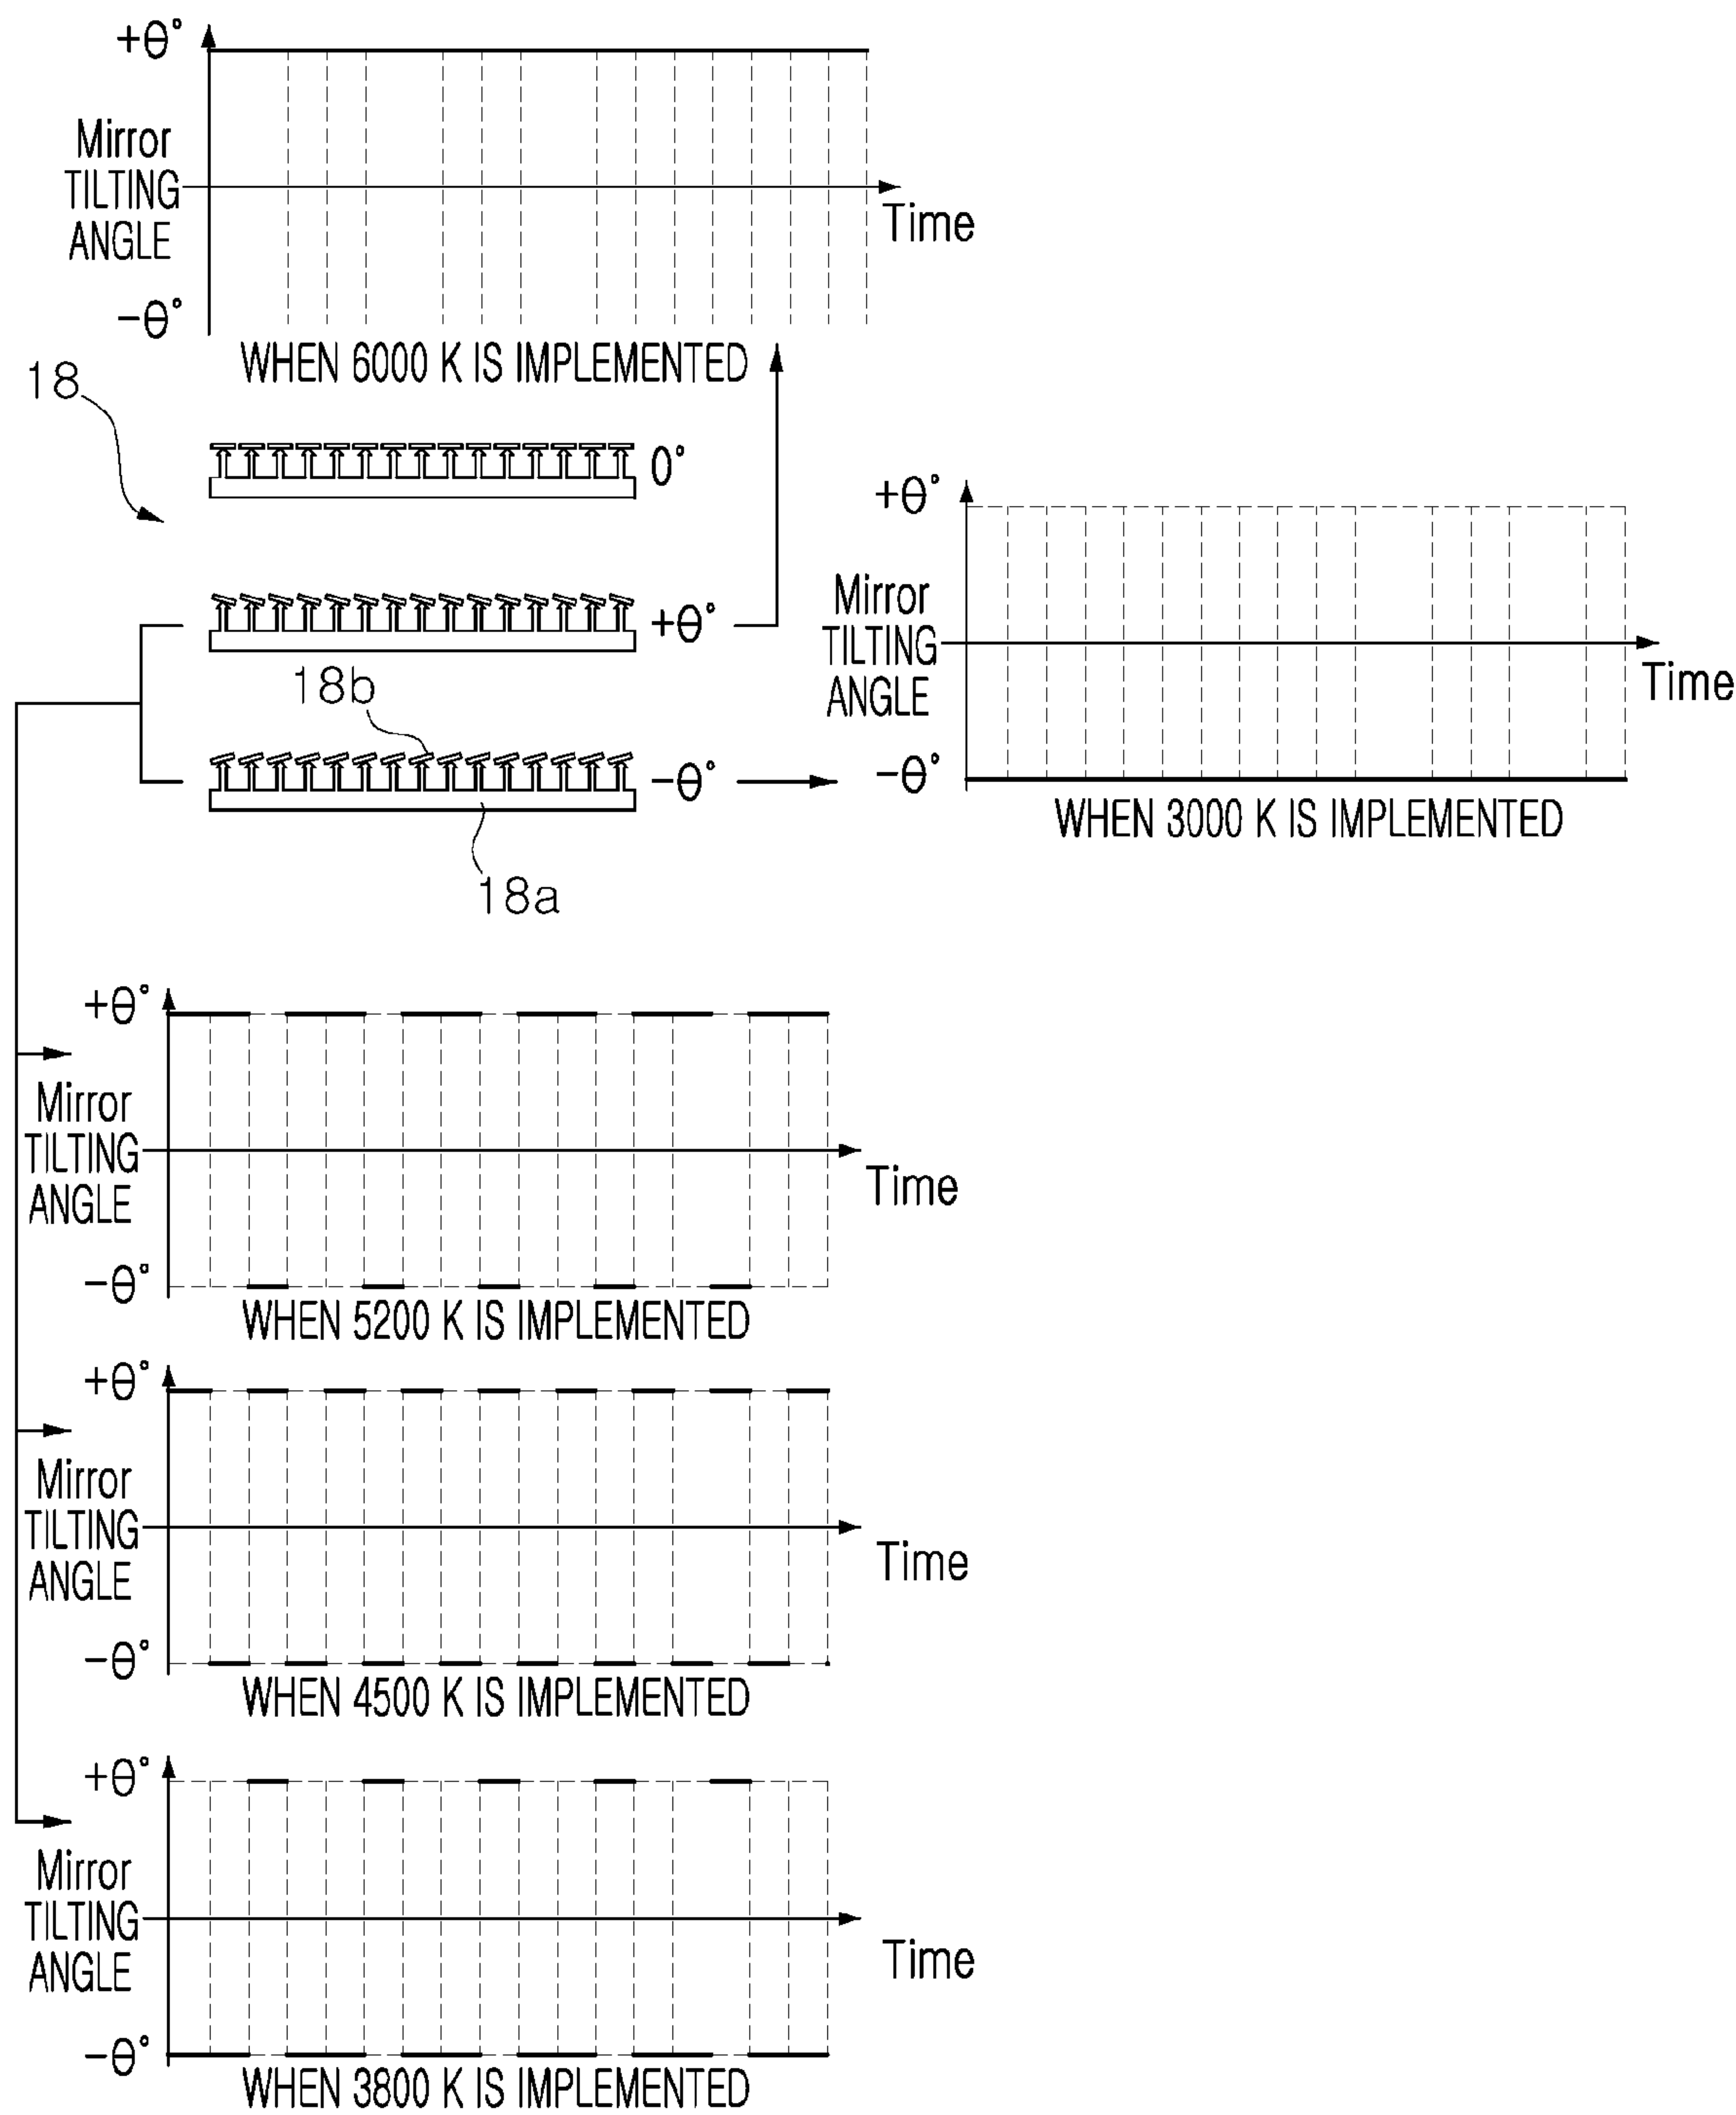 +θ°
Mirror
TILTING
ANGLE
Time
−θ°
WHEN 6000 K IS IMPLEMENTED
18
0°
+θ°
18b
−θ°
18a
+θ°
Mirror
TILTING
ANGLE
Time
−θ°
WHEN 3000 K IS IMPLEMENTED
+θ°
Mirror
TILTING
ANGLE
Time
−θ°
WHEN 5200 K IS IMPLEMENTED
+θ°
Mirror
TILTING
ANGLE
Time
−θ°
WHEN 4500 K IS IMPLEMENTED
+θ°
Mirror
TILTING
ANGLE
Time
−θ°
WHEN 3800 K IS IMPLEMENTED